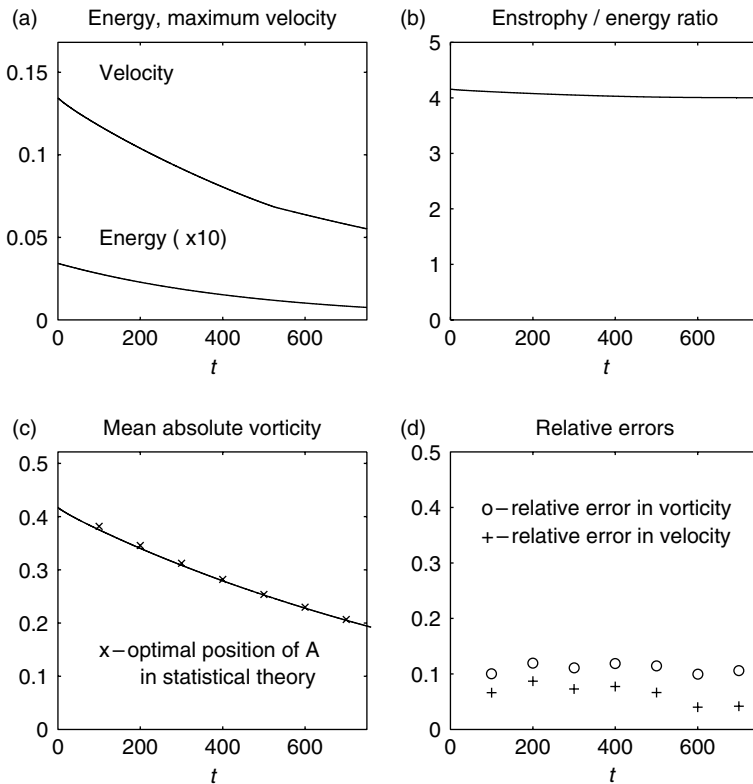 (a) Energy, maximum velocity
0.15
0.1
0.05
0
Velocity
Energy ( x10)
0 200 400 600
t
(b) Enstrophy / energy ratio
5
4
3
2
1
0
0 200 400 600
t
(c) Mean absolute vorticity
0.5
0.4
0.3
0.2
0.1
0
x–optimal position of A
in statistical theory
0 200 400 600
t
(d) Relative errors
0.5
0.4
0.3
0.2
0.1
0
o–relative error in vorticity
+–relative error in velocity
0 200 400 600
t